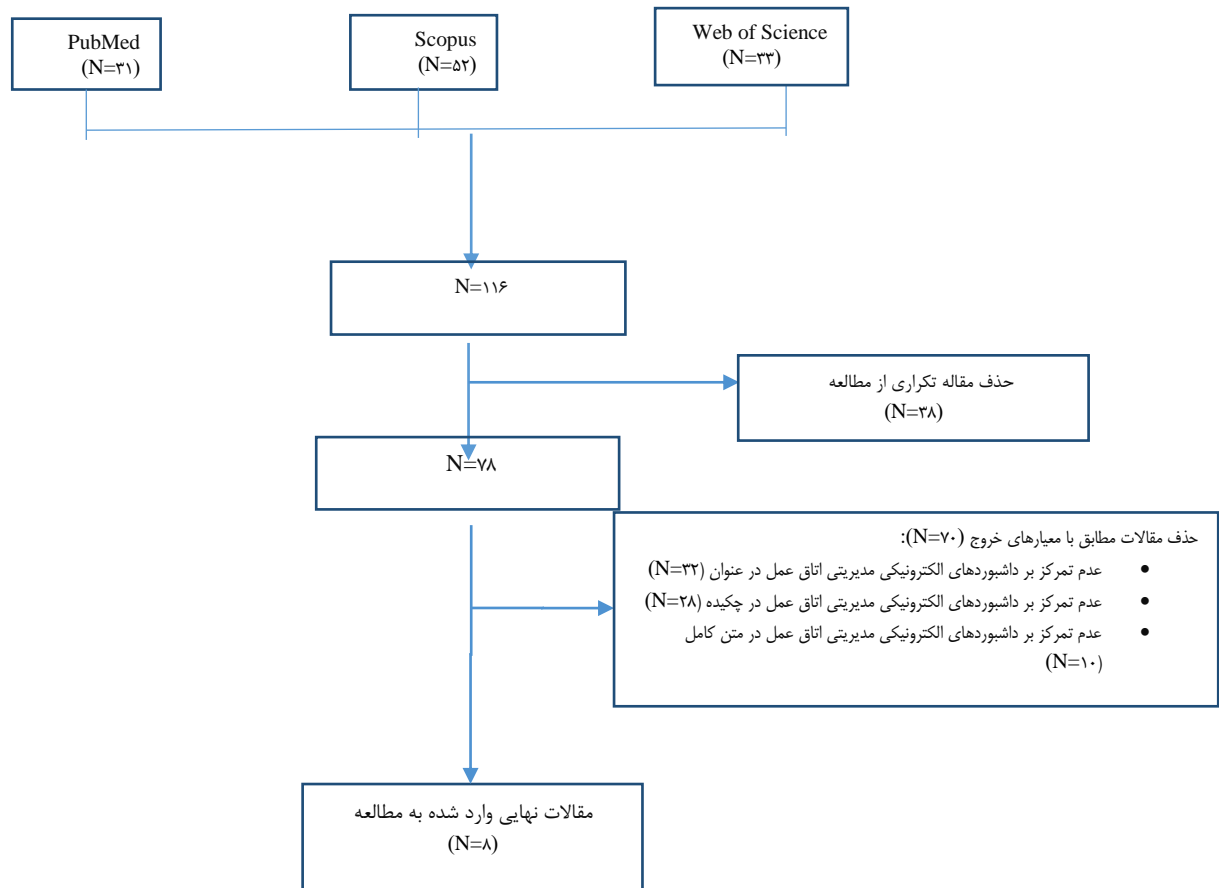 PubMed
(N=۳۱)
Scopus
(N=۵۲)
Web of Science
(N=۳۳)
N=۱۱۶
حذف مقاله تکراری از مطالعه
(N=۳۸)
N=۷۸
حذف مقالات مطابق با معیارهای خروج (N=۷۰):
• عدم تمرکز بر داشبوردهای الکترونیکی مدیریتی اتاق عمل در عنوان (N=۳۲)
• عدم تمرکز بر داشبوردهای الکترونیکی مدیریتی اتاق عمل در چکیده (N=۲۸)
• عدم تمرکز بر داشبوردهای الکترونیکی مدیریتی اتاق عمل در متن کامل
(N=۱۰)
مقالات نهایی وارد شده به مطالعه
(N=۸)